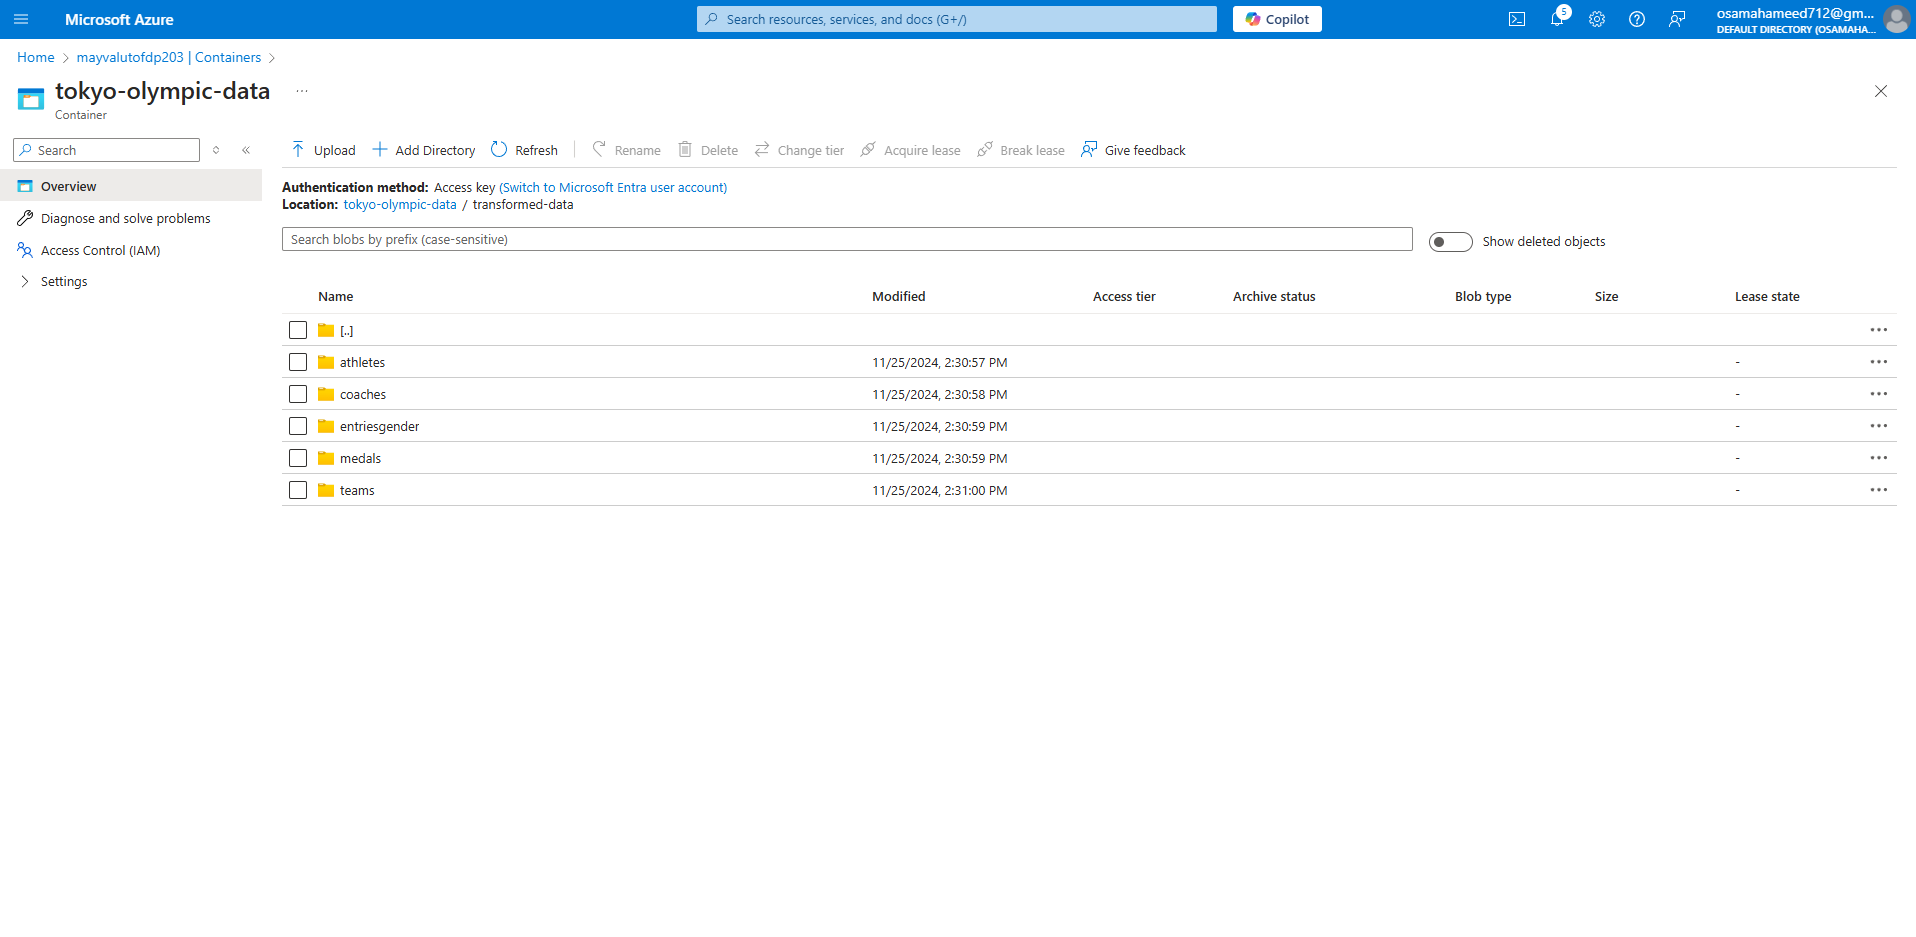 Microsoft Azure
Search resources, services, and docs (G+/)
Copilot
5
osamahameed712@gm...
DEFAULT DIRECTORY (OSAMAHA...
Home > mayvalutofdp203 | Containers >
tokyo-olympic-data ...
Container
Search
Upload
Add Directory
Refresh
Rename
Delete
Change tier
Acquire lease
Break lease
Give feedback
Overview
Diagnose and solve problems
Access Control (IAM)
Settings
Authentication method: Access key (Switch to Microsoft Entra user account)
Location: tokyo-olympic-data / transformed-data
Search blobs by prefix (case-sensitive)
Show deleted objects
Name Modified Access tier Archive status Blob type Size Lease state
[..]
athletes 11/25/2024, 2:30:57 PM -
coaches 11/25/2024, 2:30:58 PM -
entriesgender 11/25/2024, 2:30:59 PM -
medals 11/25/2024, 2:30:59 PM -
teams 11/25/2024, 2:31:00 PM -